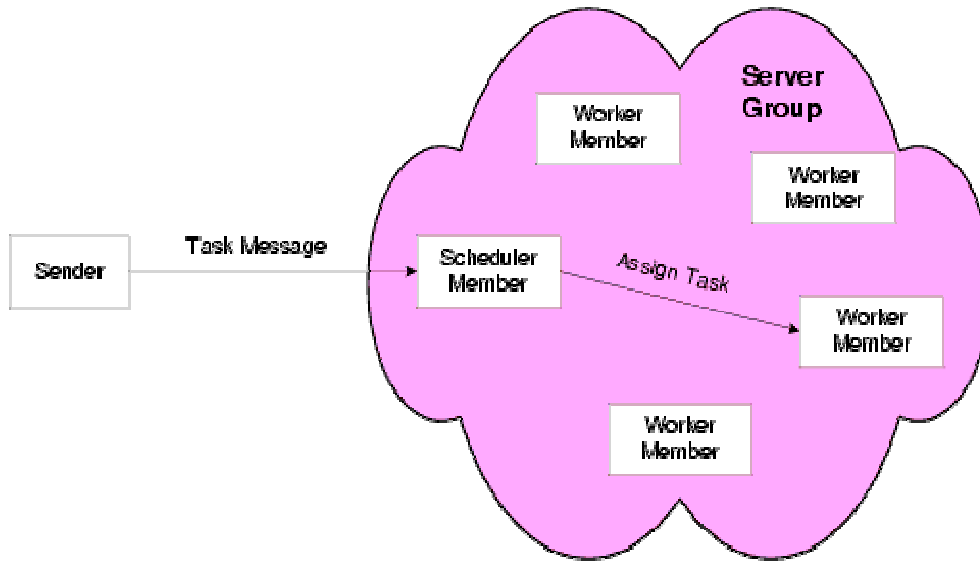 Server
Group
Worker
Member
Worker
Member
Sender
Task Message
Scheduler
Member
Assign Task
Worker
Member
Worker
Member